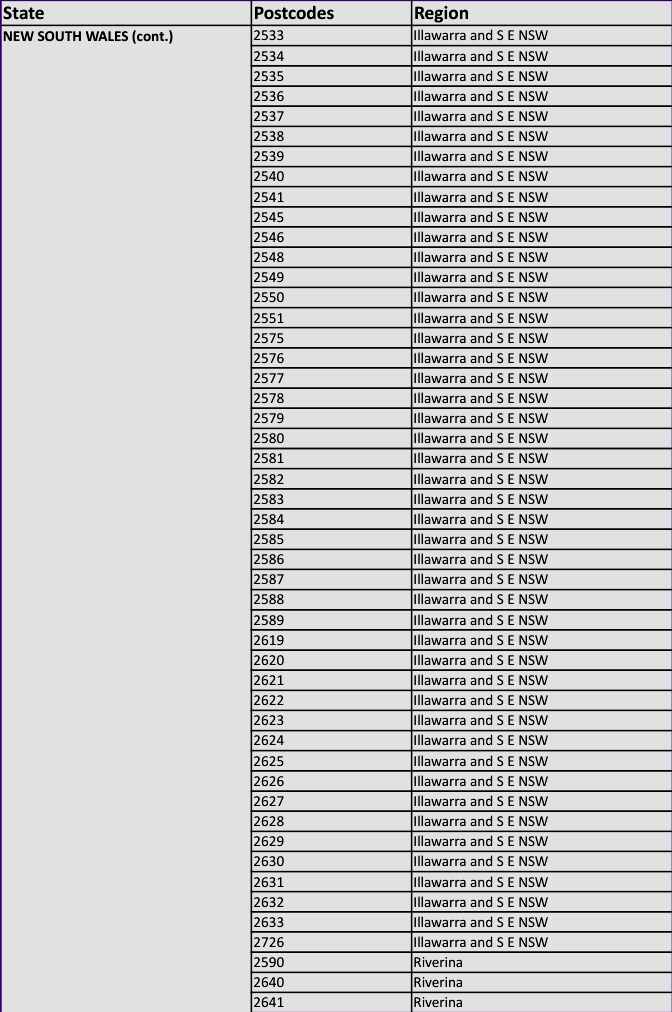 State Postcodes Region
NEW SOUTH WALES (cont.) 2533 Illawarra and S E NSW
2534 Illawarra and S E NSW
2535 Illawarra and S E NSW
2536 Illawarra and S E NSW
2537 Illawarra and S E NSW
2538 Illawarra and S E NSW
2539 Illawarra and S E NSW
2540 Illawarra and S E NSW
2541 Illawarra and S E NSW
2545 Illawarra and S E NSW
2546 Illawarra and S E NSW
2548 Illawarra and S E NSW
2549 Illawarra and S E NSW
2550 Illawarra and S E NSW
2551 Illawarra and S E NSW
2575 Illawarra and S E NSW
2576 Illawarra and S E NSW
2577 Illawarra and S E NSW
2578 Illawarra and S E NSW
2579 Illawarra and S E NSW
2580 Illawarra and S E NSW
2581 Illawarra and S E NSW
2582 Illawarra and S E NSW
2583 Illawarra and S E NSW
2584 Illawarra and S E NSW
2585 Illawarra and S E NSW
2586 Illawarra and S E NSW
2587 Illawarra and S E NSW
2588 Illawarra and S E NSW
2589 Illawarra and S E NSW
2619 Illawarra and S E NSW
2620 Illawarra and S E NSW
2621 Illawarra and S E NSW
2622 Illawarra and S E NSW
2623 Illawarra and S E NSW
2624 Illawarra and S E NSW
2625 Illawarra and S E NSW
2626 Illawarra and S E NSW
2627 Illawarra and S E NSW
2628 Illawarra and S E NSW
2629 Illawarra and S E NSW
2630 Illawarra and S E NSW
2631 Illawarra and S E NSW
2632 Illawarra and S E NSW
2633 Illawarra and S E NSW
2726 Illawarra and S E NSW
2590 Riverina
2640 Riverina
2641 Riverina